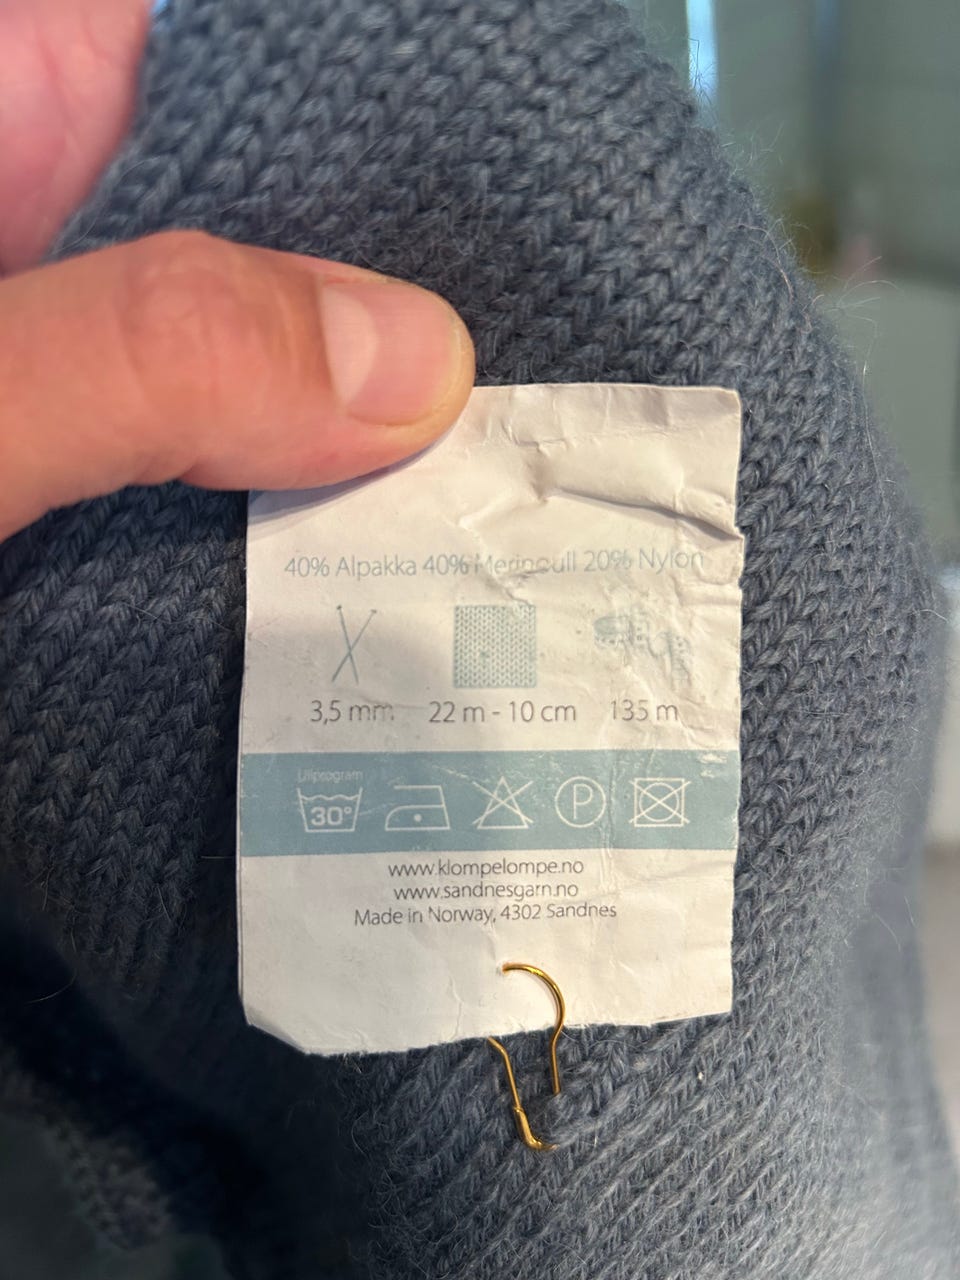 40% Alpakka 40% Merinoull 20% Nylon
3,5 mm 22 m - 10 cm 135 m
Ullprogram
30°
P
www.klompelompe.no
www.sandnesgarn.no
Made in Norway, 4302 Sandnes